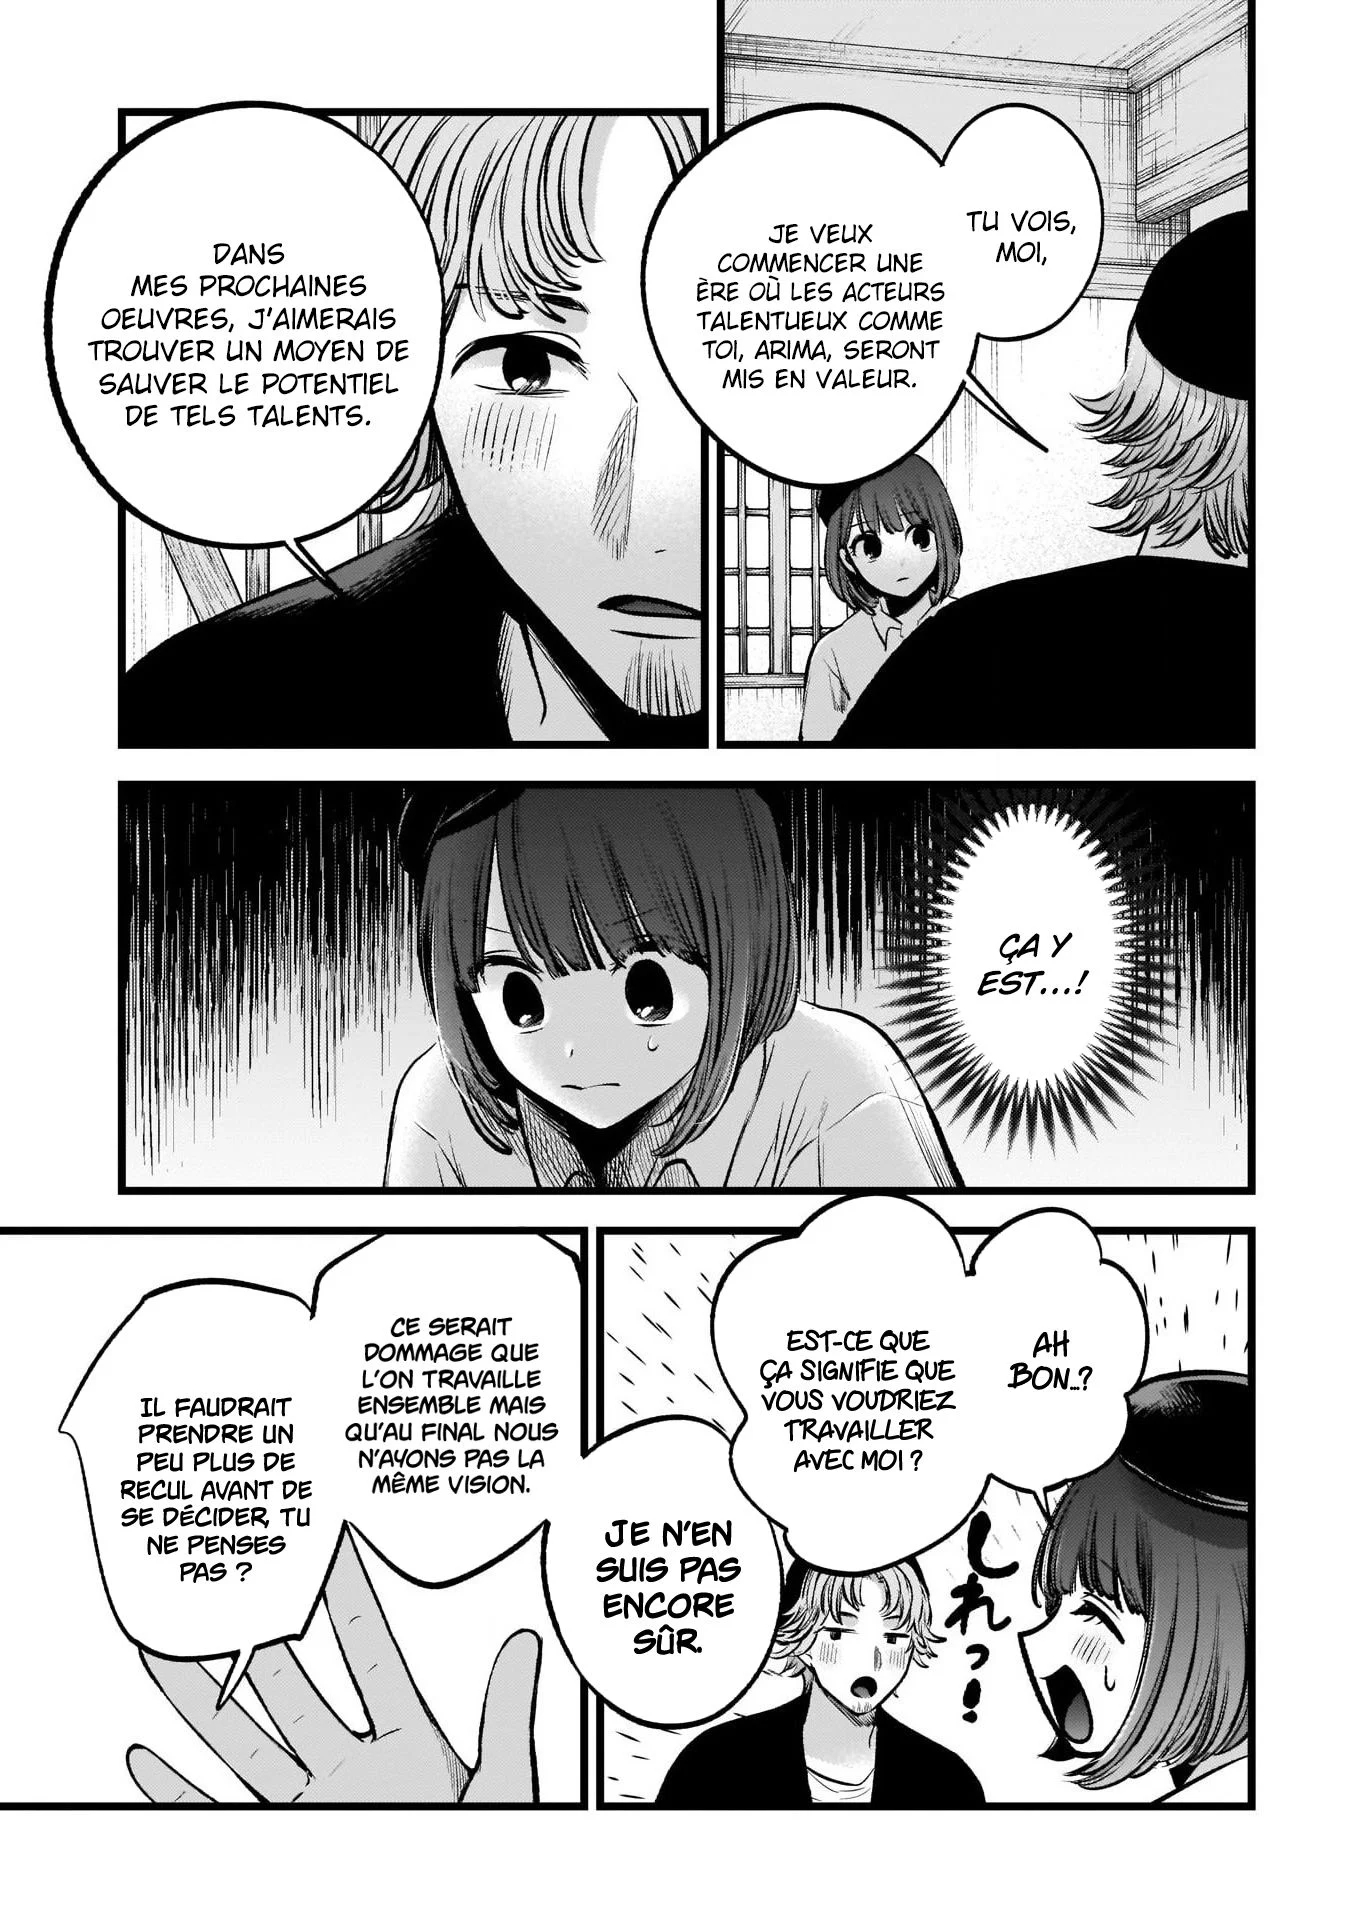 TU VOIS,
MOI,
JE VEUX
COMMENCER UNE
ÈRE OÙ LES ACTEURS
TALENTUEUX COMME
TOI, ARIMA, SERONT
MIS EN VALEUR.
DANS
MES PROCHAINES
OEUVRES, J'AIMERAIS
TROUVER UN MOYEN DE
SAUVER LE POTENTIEL
DE TELS TALENTS.
ÇA Y
EST...!
AH
BON...?
EST-CE QUE
ÇA SIGNIFIE QUE
VOUS VOUDRIEZ
TRAVAILLER
AVEC MOI ?
しれっ!
JE N'EN
SUIS PAS
ENCORE
SÛR.
CE SERAIT
DOMMAGE QUE
L'ON TRAVAILLE
ENSEMBLE MAIS
QU'AU FINAL NOUS
N'AYONS PAS LA
MÊME VISION.
IL FAUDRAIT
PRENDRE UN
PEU PLUS DE
RECUL AVANT DE
SE DÉCIDER, TU
NE PENSES
PAS ?